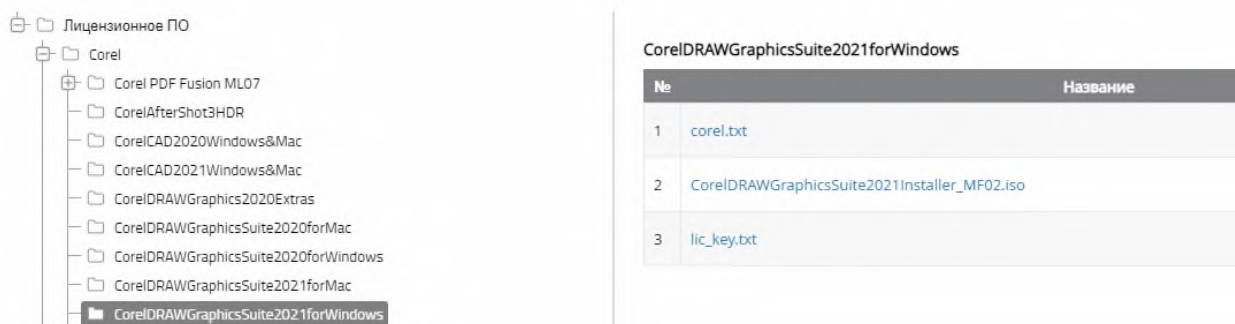 Лицензионное ПО
Corel
Corel PDF Fusion ML07
CorelAfterShot3HDR
CorelCAD2020Windows&Mac
CorelCAD2021Windows&Mac
CorelDRAWGraphics2020Extras
CorelDRAWGraphicsSuite2020forMac
CorelDRAWGraphicsSuite2020forWindows
CorelDRAWGraphicsSuite2021forMac
CorelDRAWGraphicsSuite2021forWindows
CorelDRAWGraphicsSuite2021forWindows
№ Название
1 corel.txt
2 CorelDRAWGraphicsSuite2021Installer_MF02.iso
3 lic_key.txt